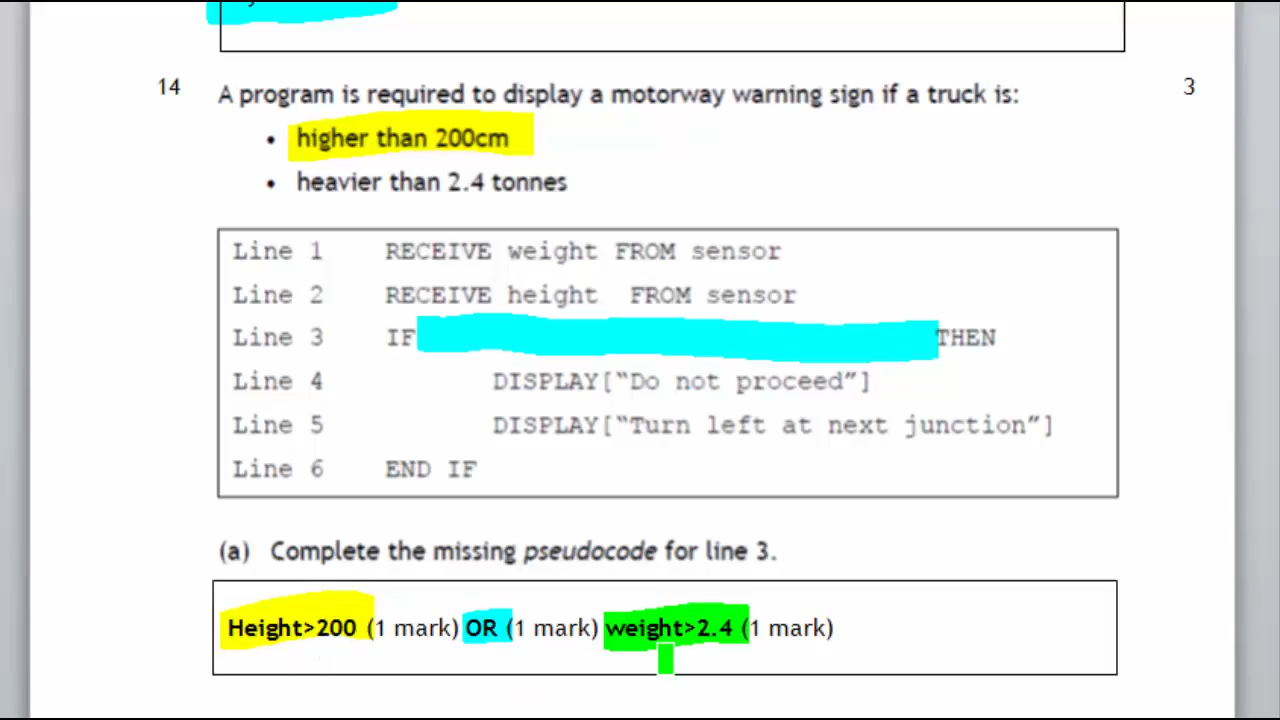 14 A program is required to display a motorway warning sign if a truck is: 3
• higher than 200cm
• heavier than 2.4 tonnes
Line 1 RECEIVE weight FROM sensor
Line 2 RECEIVE height FROM sensor
Line 3 IF THEN
Line 4 DISPLAY[“Do not proceed”]
Line 5 DISPLAY[“Turn left at next junction”]
Line 6 END IF
(a) Complete the missing pseudocode for line 3.
Height>200 (1 mark) OR (1 mark) weight>2.4 (1 mark)